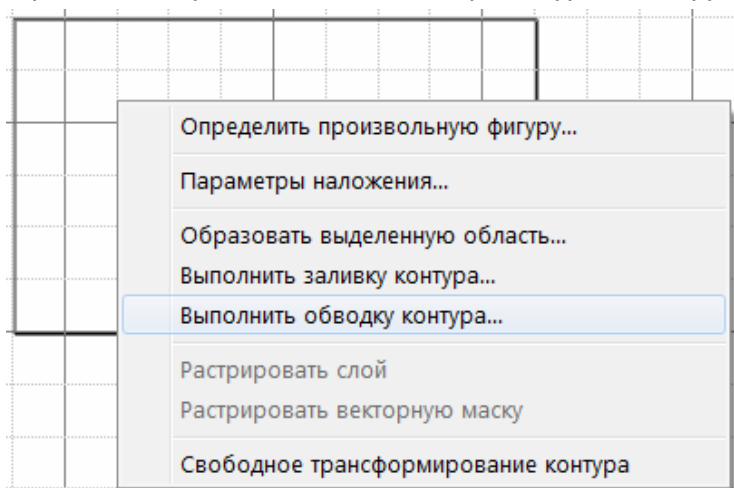 Определить произвольную фигуру...
Параметры наложения...
Образовать выделенную область...
Выполнить заливку контура...
Выполнить обводку контура...
Растрировать слой
Растрировать векторную маску
Свободное трансформирование контура